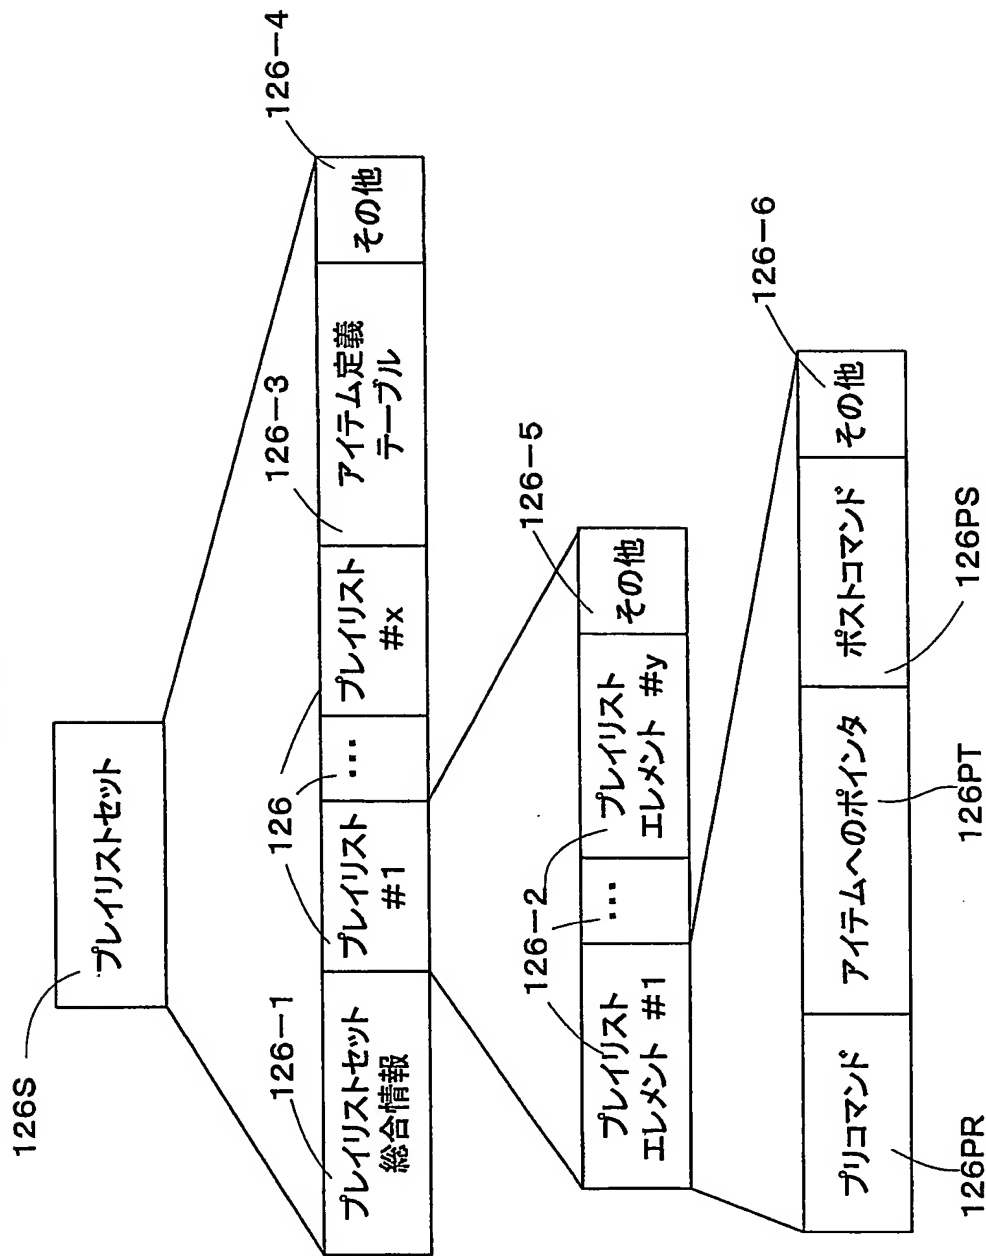 126S
プレイリストセット
126-1
126
126-3
126-4
プレイリストセット
総合情報
プレイリスト
#1
...
プレイリスト
#x
アイテム定義
テーブル
その他
126-2
126-5
プレイリスト
エレメント #1
...
プレイリスト
エレメント #y
その他
126-6
プリコマンド
アイテムへのポインタ
ポストコマンド
その他
126PR
126PT
126PS